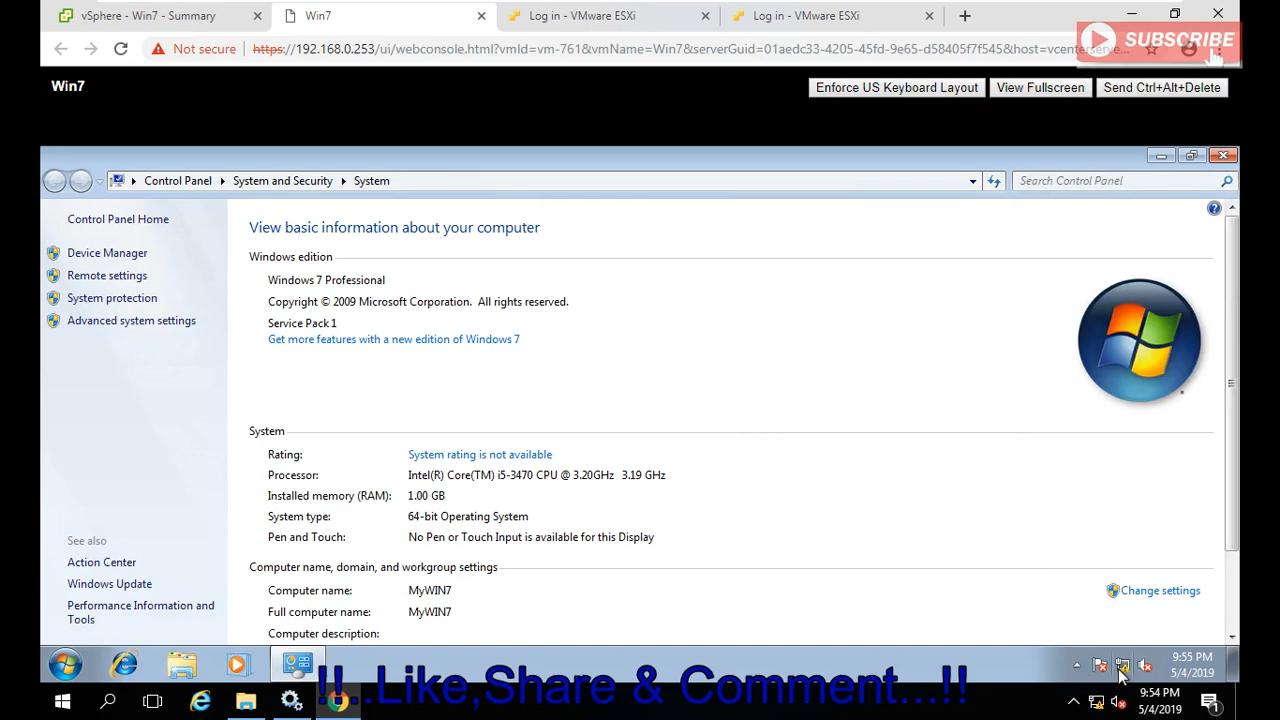 vSphere - Win7 - Summary
Win7
Log in - VMware ESXi
Log in - VMware ESXi
Not secure
https://192.168.0.253/ui/webconsole.html?vmId=vm-761&vmName=Win7&serverGuid=01aedc33-4205-45fd-9e65-d58405f7f545&host=vcenterserve...
SUBSCRIBE
Win7
Enforce US Keyboard Layout
View Fullscreen
Send Ctrl+Alt+Delete
Control Panel
System and Security
System
Search Control Panel
Control Panel Home
Device Manager
Remote settings
System protection
Advanced system settings
See also
Action Center
Windows Update
Performance Information and
Tools
View basic information about your computer
Windows edition
Windows 7 Professional
Copyright © 2009 Microsoft Corporation. All rights reserved.
Service Pack 1
Get more features with a new edition of Windows 7
System
Rating: System rating is not available
Processor: Intel(R) Core(TM) i5-3470 CPU @ 3.20GHz 3.19 GHz
Installed memory (RAM): 1.00 GB
System type: 64-bit Operating System
Pen and Touch: No Pen or Touch Input is available for this Display
Computer name, domain, and workgroup settings
Computer name: MyWIN7
Change settings
Full computer name: MyWIN7
Computer description:
9:55 PM
5/4/2019
!!..Like,Share & Comment...!!
9:54 PM
5/4/2019
1